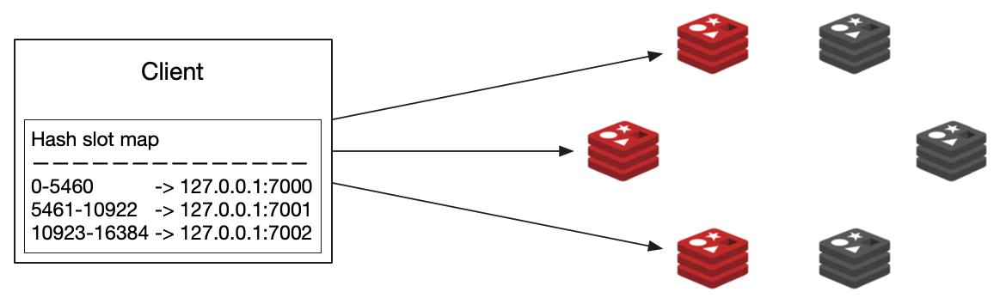 Client
Hash slot map
0-5460 -> 127.0.0.1:7000
5461-10922 -> 127.0.0.1:7001
10923-16384 -> 127.0.0.1:7002